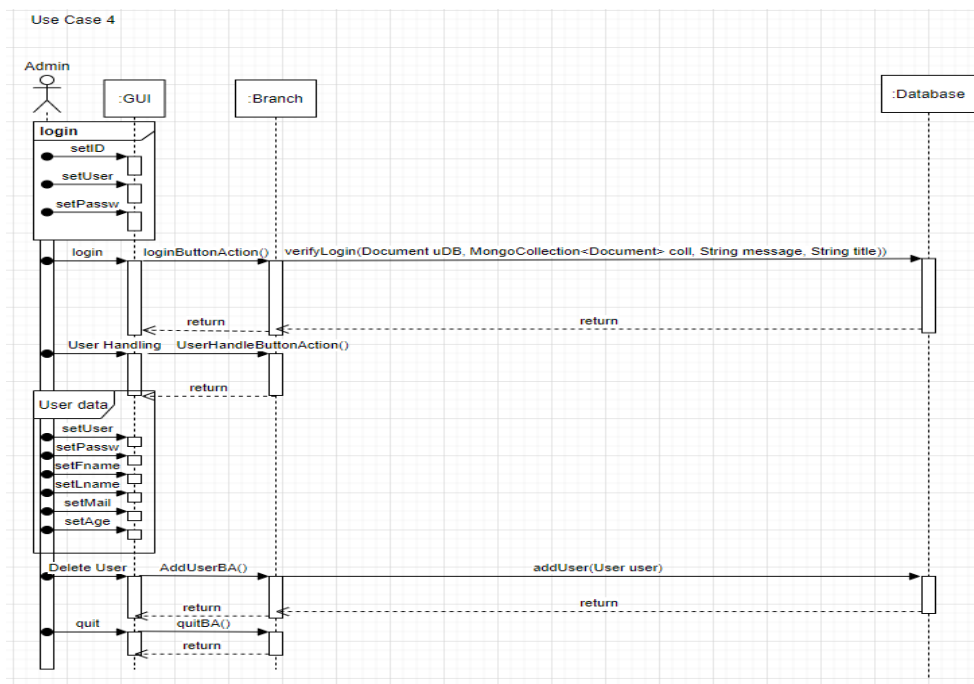 Use Case 4
Admin
:GUI
:Branch
:Database
login
setID
setUser
setPassw
login
loginButtonAction()
verifyLogin(Document uDB, MongoCollection<Document> coll, String message, String title))
return
return
User Handling
UserHandleButtonAction()
return
User data
setUser
setPassw
setFname
setLname
setMail
setAge
Delete User
AddUserBA()
addUser(User user)
return
return
quit
quitBA()
return